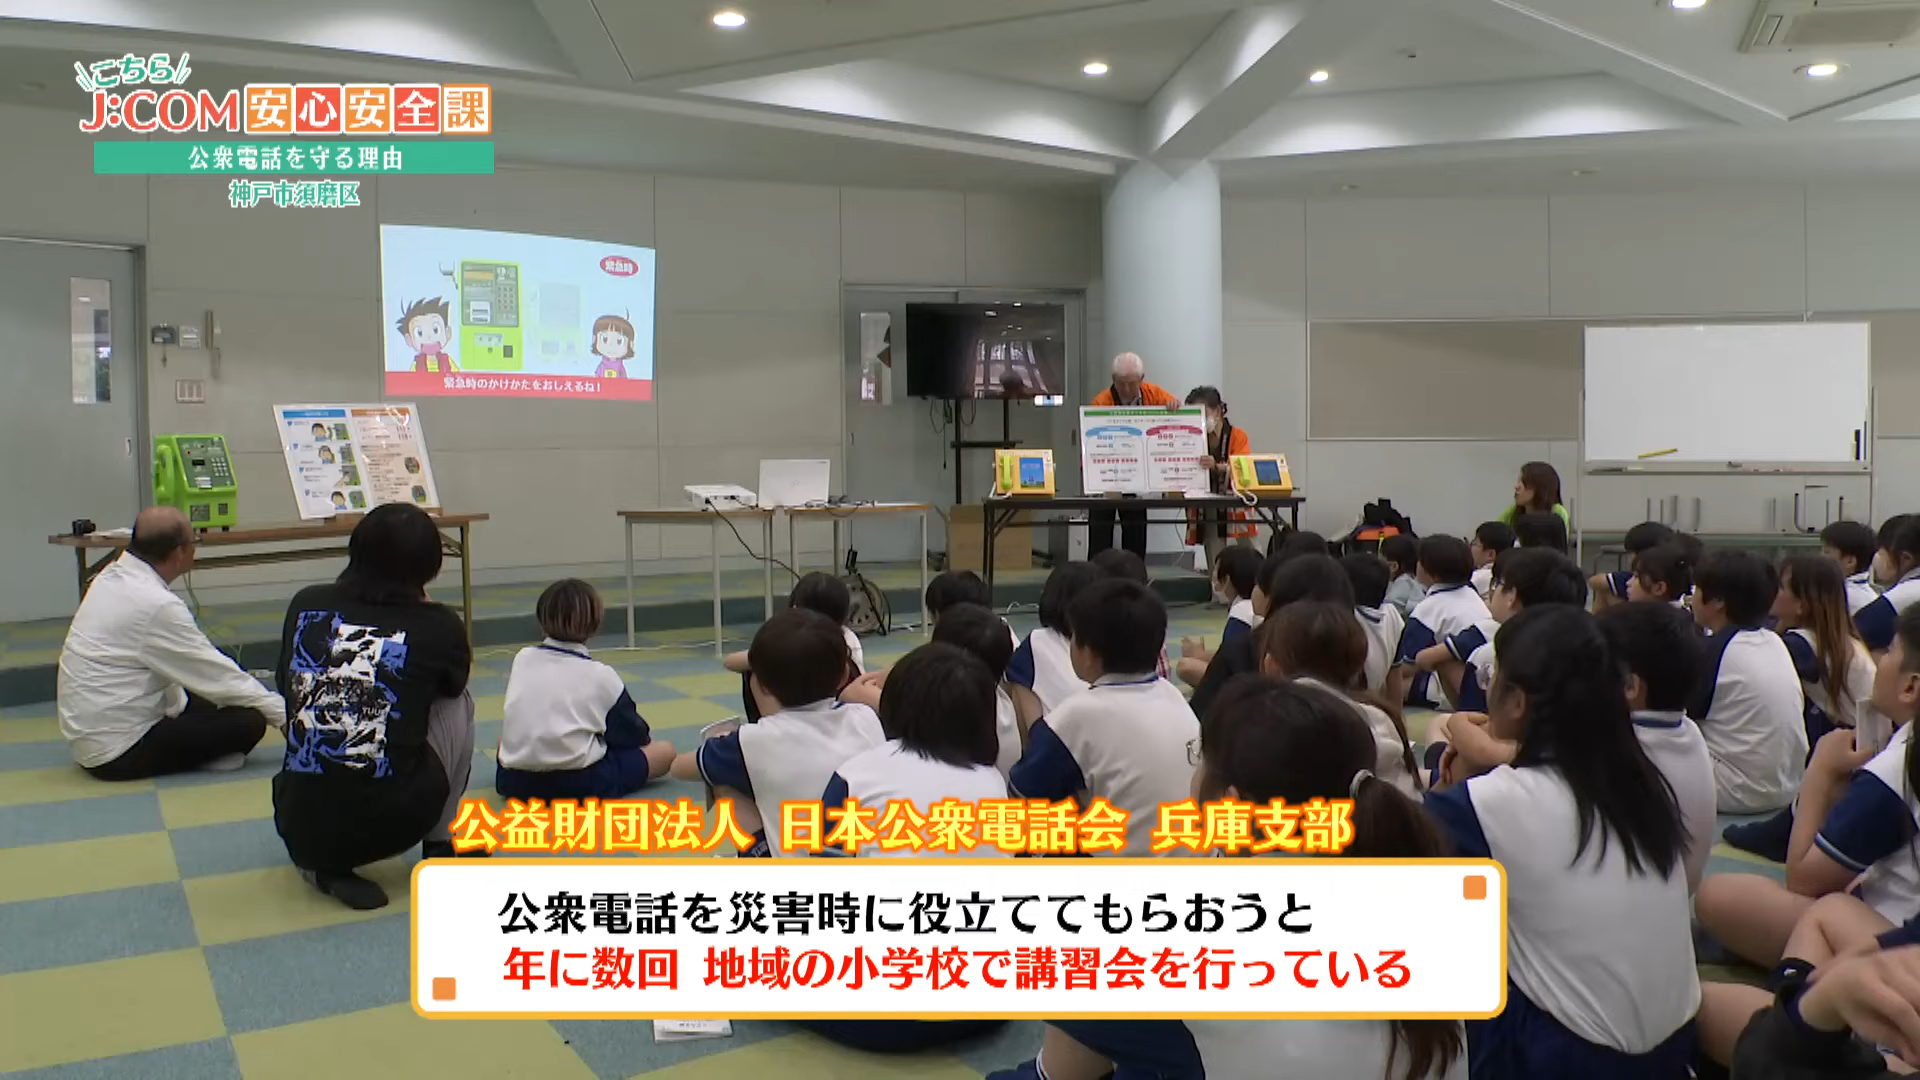 こちら
J:COM安心安全課
公衆電話を守る理由
神戸市須磨区
緊急時
緊急時のかけかたをおしえるね！
公益財団法人 日本公衆電話会 兵庫支部
公衆電話を災害時に役立ててもらおうと
年に数回 地域の小学校で講習会を行っている